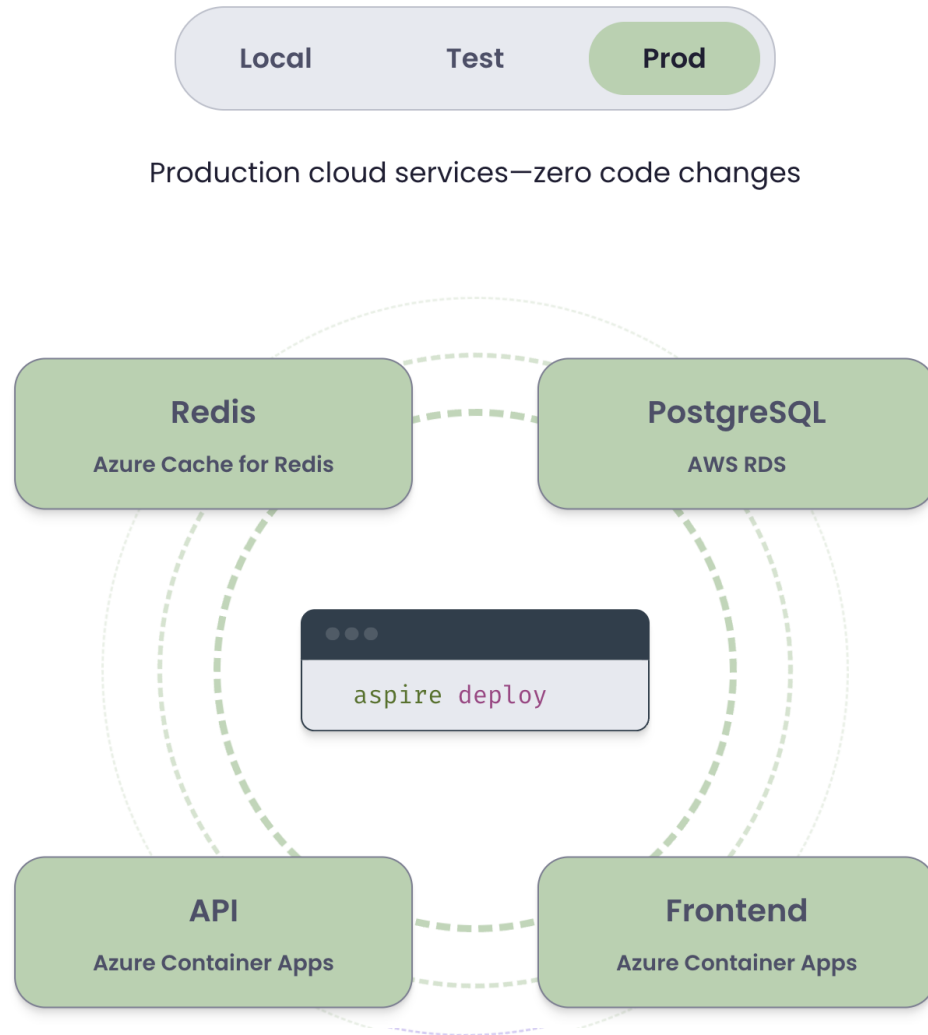 Local
Test
Prod
Production cloud services—zero code changes
Redis
Azure Cache for Redis
PostgreSQL
AWS RDS
aspire deploy
API
Azure Container Apps
Frontend
Azure Container Apps